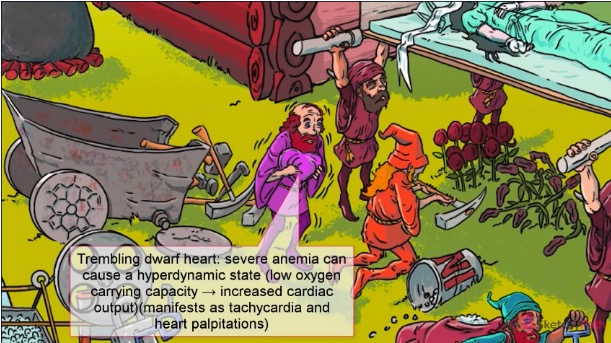 Trembling dwarf heart: severe anemia can
cause a hyperdynamic state (low oxygen
carrying capacity → increased cardiac
output)(manifests as tachycardia and
heart palpitations)